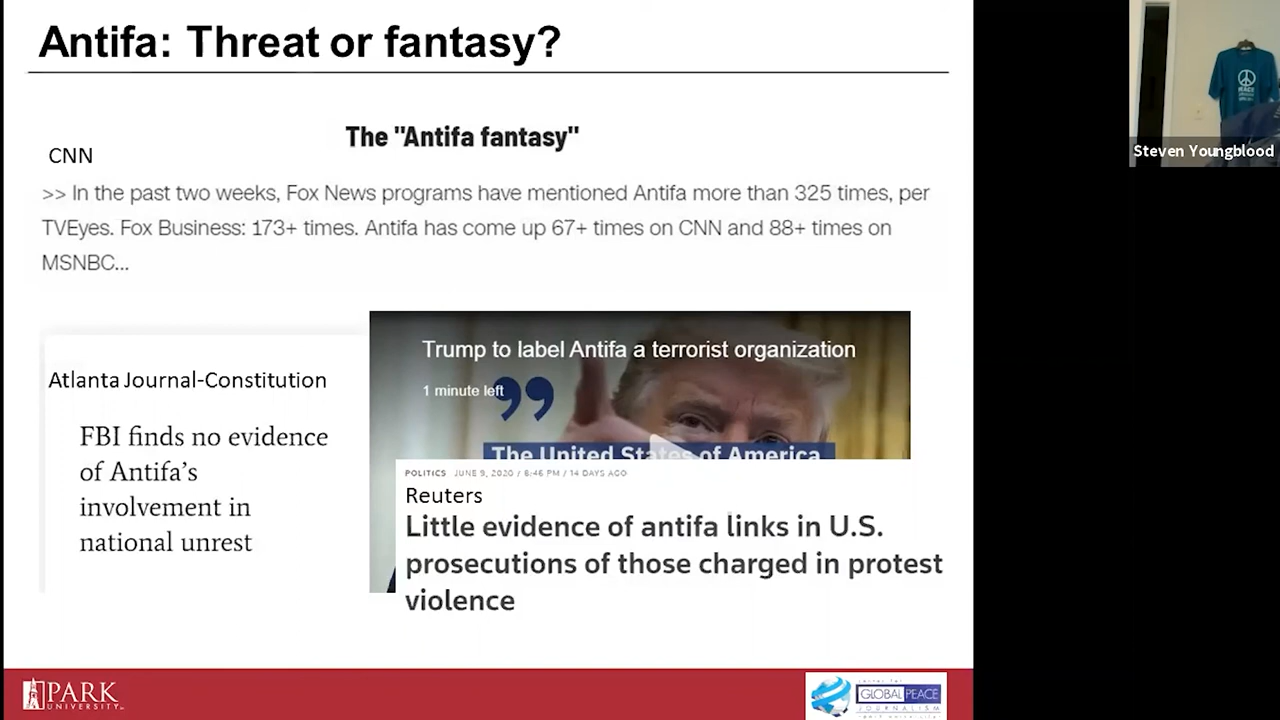 Antifa: Threat or fantasy?
The "Antifa fantasy"
CNN
>> In the past two weeks, Fox News programs have mentioned Antifa more than 325 times, per
TVEyes. Fox Business: 173+ times. Antifa has come up 67+ times on CNN and 88+ times on
MSNBC...
Atlanta Journal-Constitution
FBI finds no evidence
of Antifa's
involvement in
national unrest
Trump to label Antifa a terrorist organization
1 minute left
The United States of America
POLITICS JUNE 9, 2020 / 6:46 PM / 14 DAYS AGO
Reuters
Little evidence of antifa links in U.S.
prosecutions of those charged in protest
violence
PARK
UNIVERSITY
center for
GLOBAL PEACE
JOURNALISM
park university
Steven Youngblood
PEACE